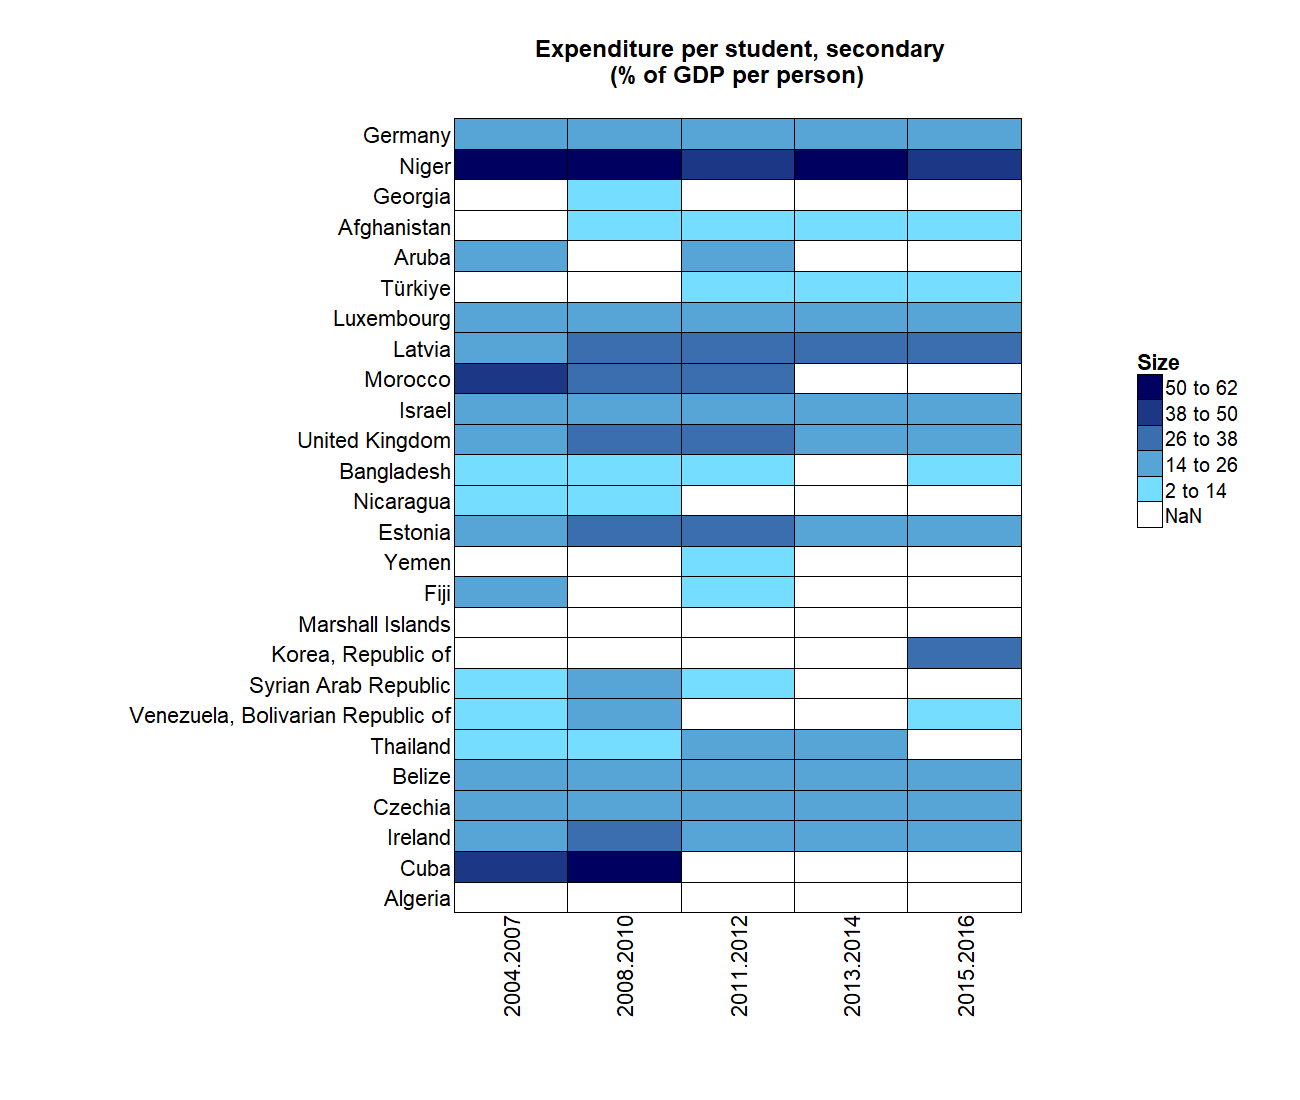 Expenditure per student, secondary
(% of GDP per person)
Germany
Niger
Georgia
Afghanistan
Aruba
Türkiye
Luxembourg
Latvia
Morocco
Israel
United Kingdom
Bangladesh
Nicaragua
Estonia
Yemen
Fiji
Marshall Islands
Korea, Republic of
Syrian Arab Republic
Venezuela, Bolivarian Republic of
Thailand
Belize
Czechia
Ireland
Cuba
Algeria
2004.2007
2008.2010
2011.2012
2013.2014
2015.2016
Size
50 to 62
38 to 50
26 to 38
14 to 26
2 to 14
NaN